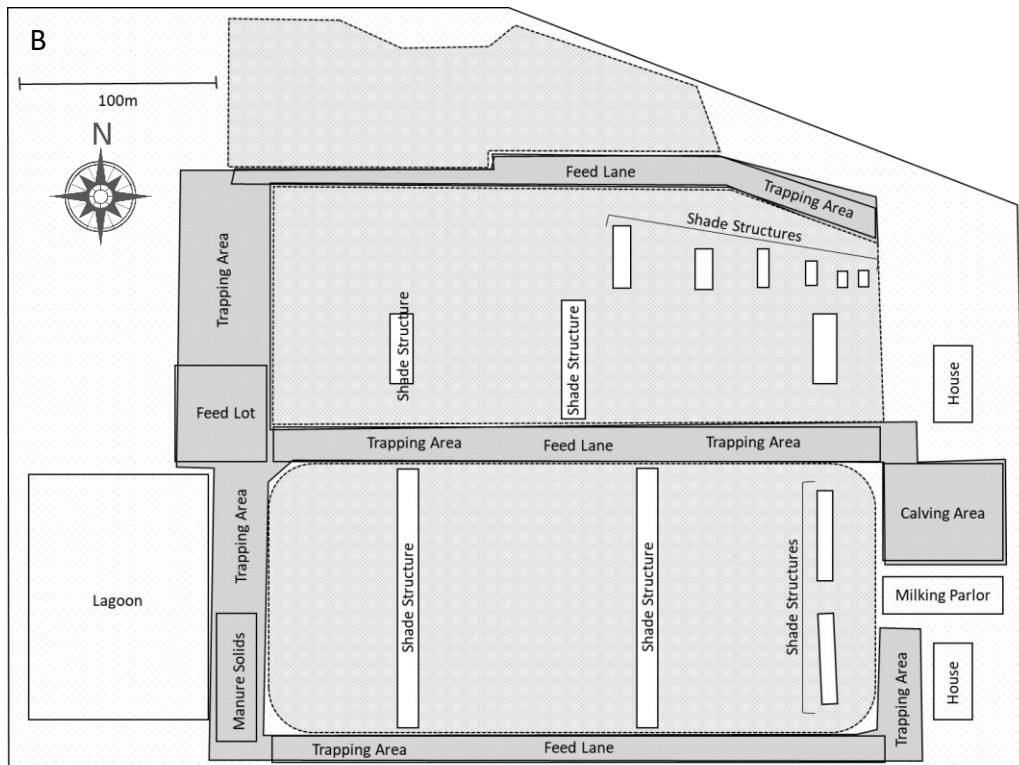 B
100m
N
Feed Lane
Trapping Area
Shade Structures
Trapping Area
Shade Structure
Shade Structure
House
Feed Lot
Trapping Area
Feed Lane
Trapping Area
Calving Area
Trapping Area
Shade Structure
Shade Structure
Shade Structures
Lagoon
Milking Parlor
Manure Solids
Trapping Area
House
Trapping Area
Feed Lane